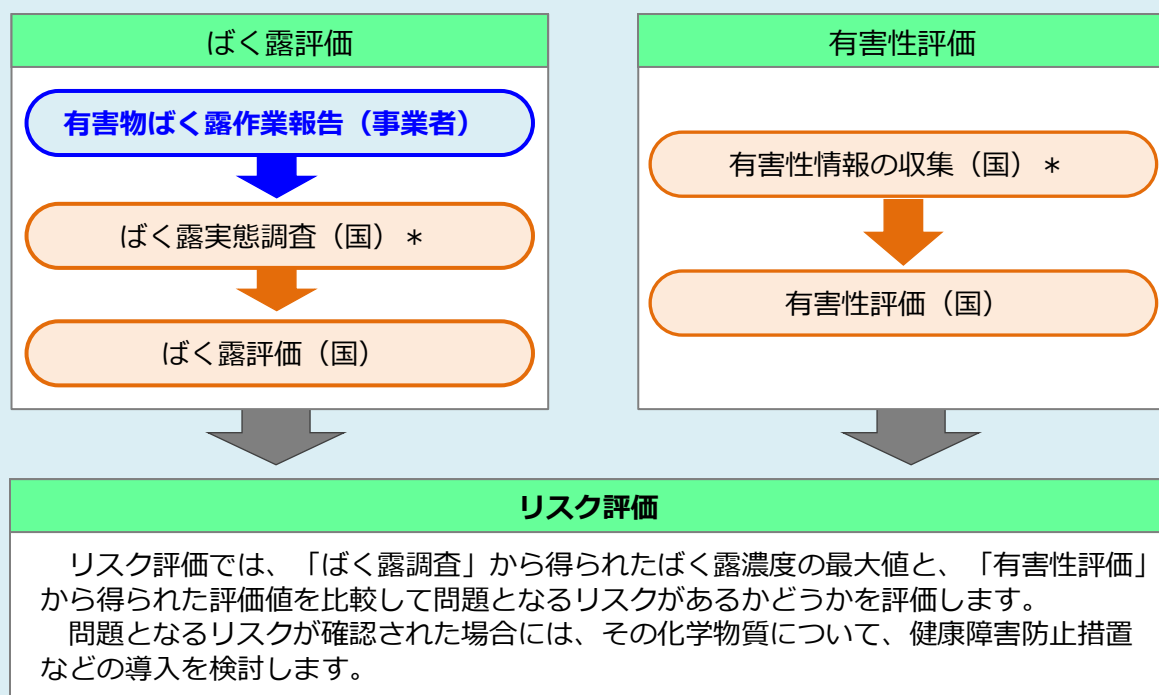 ばく露評価
有害物ばく露作業報告（事業者）
ばく露実態調査（国）＊
ばく露評価（国）
有害性評価
有害性情報の収集（国）＊
有害性評価（国）
リスク評価
　リスク評価では、「ばく露調査」から得られたばく露濃度の最大値と、「有害性評価」
から得られた評価値を比較して問題となるリスクがあるかどうかを評価します。
　問題となるリスクが確認された場合には、その化学物質について、健康障害防止措置
などの導入を検討します。